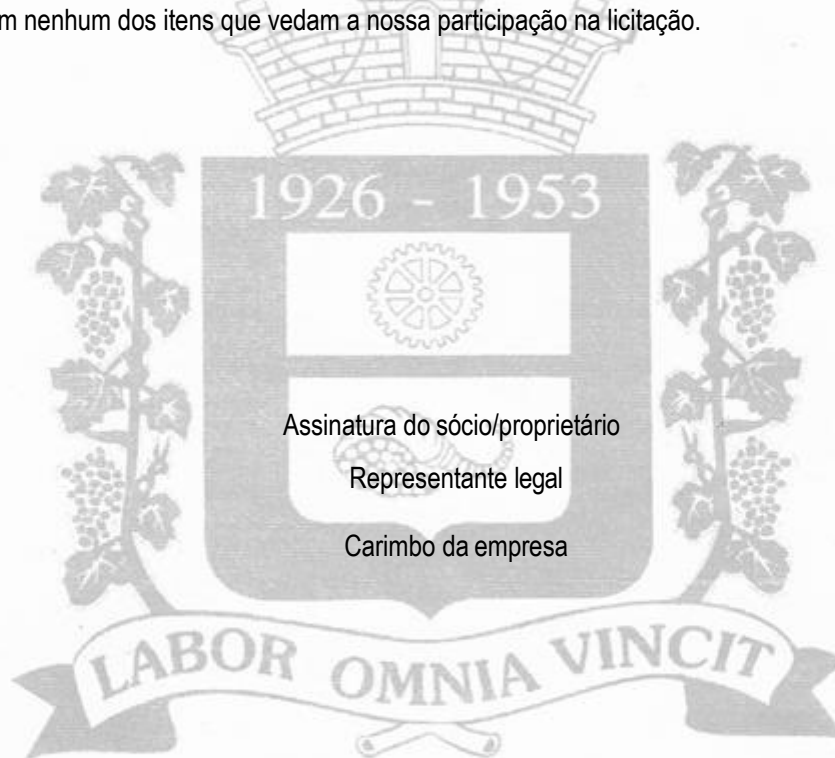 m nenhum dos itens que vedam a nossa participação na licitação.
1926 - 1953
Assinatura do sócio/proprietário
Representante legal
Carimbo da empresa
LABOR OMNIA VINCIT